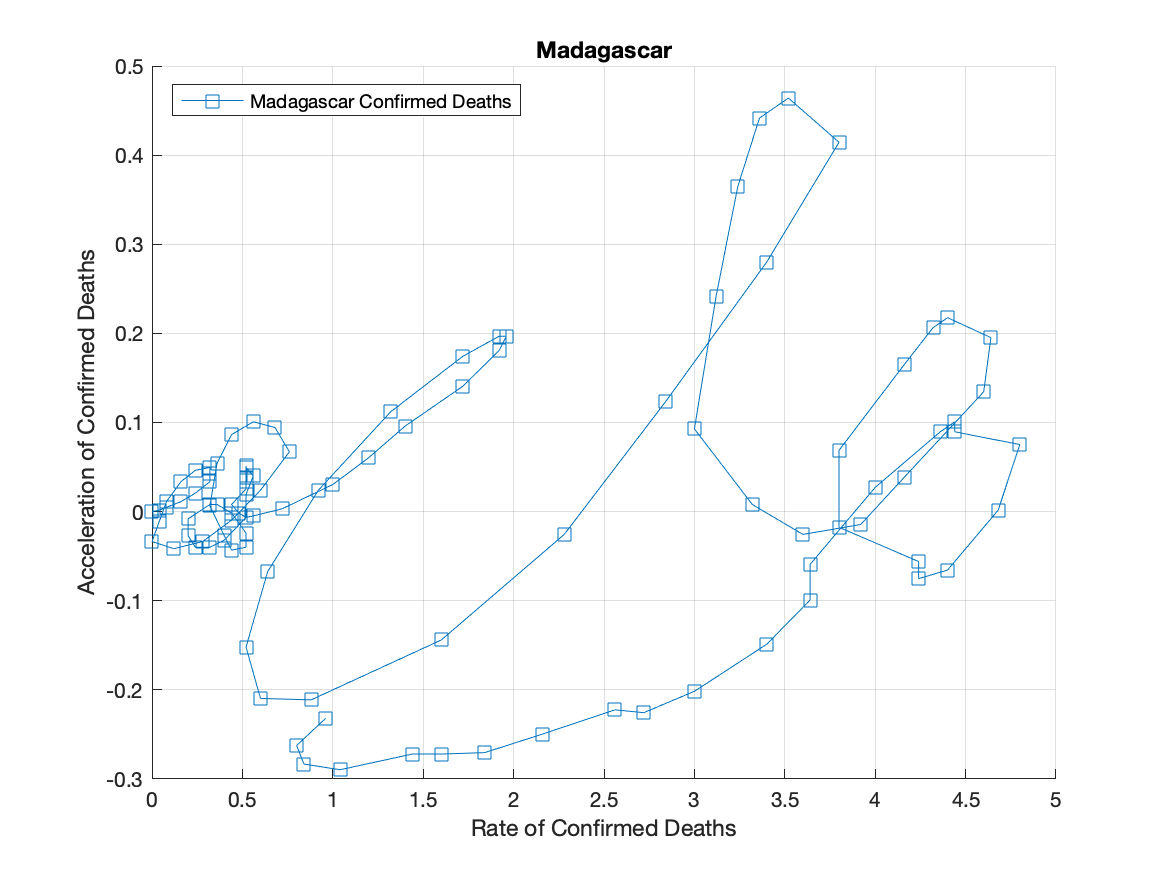 Madagascar
Madagascar Confirmed Deaths
Acceleration of Confirmed Deaths
0.5
0.4
0.3
0.2
0.1
0
-0.1
-0.2
-0.3
0 0.5 1 1.5 2 2.5 3 3.5 4 4.5 5
Rate of Confirmed Deaths